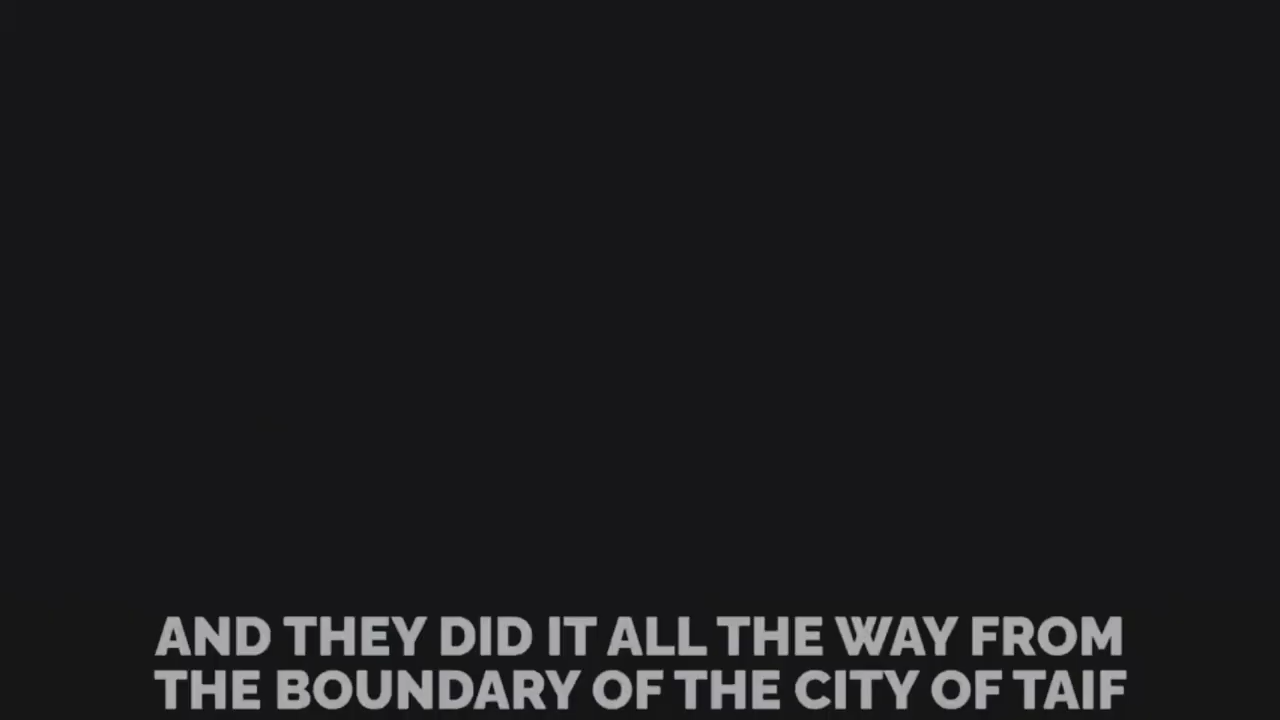 AND THEY DID IT ALL THE WAY FROM
THE BOUNDARY OF THE CITY OF TAIF